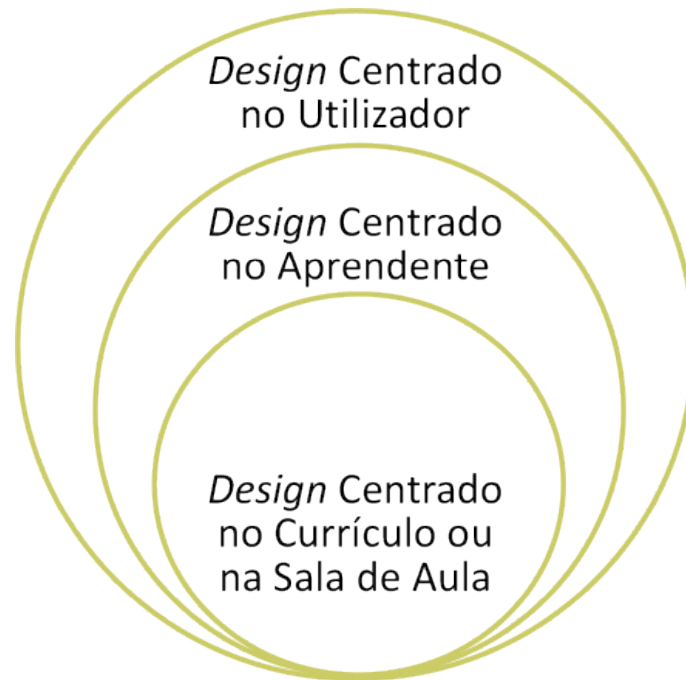 Design Centrado
no Utilizador
Design Centrado
no Aprendente
Design Centrado
no Currículo ou
na Sala de Aula